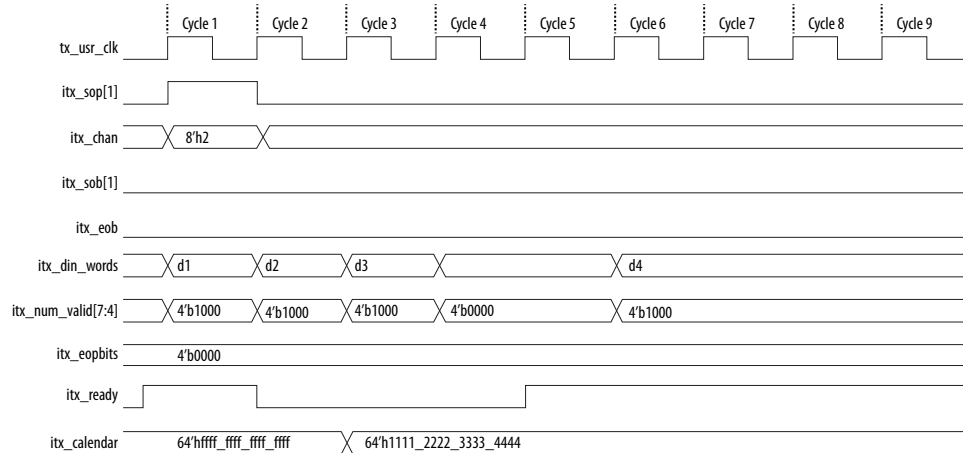 Cycle 1 Cycle 2 Cycle 3 Cycle 4 Cycle 5 Cycle 6 Cycle 7 Cycle 8 Cycle 9
tx_usr_clk
itx_sop[1]
itx_chan 8'h2
itx_sob[1]
itx_eob
itx_din_words d1 d2 d3 d4
itx_num_valid[7:4] 4'b1000 4'b1000 4'b1000 4'b0000 4'b1000
itx_eopbits 4'b0000
itx_ready
itx_calendar 64'hffff_ffff_ffff_ffff 64'h1111_2222_3333_4444